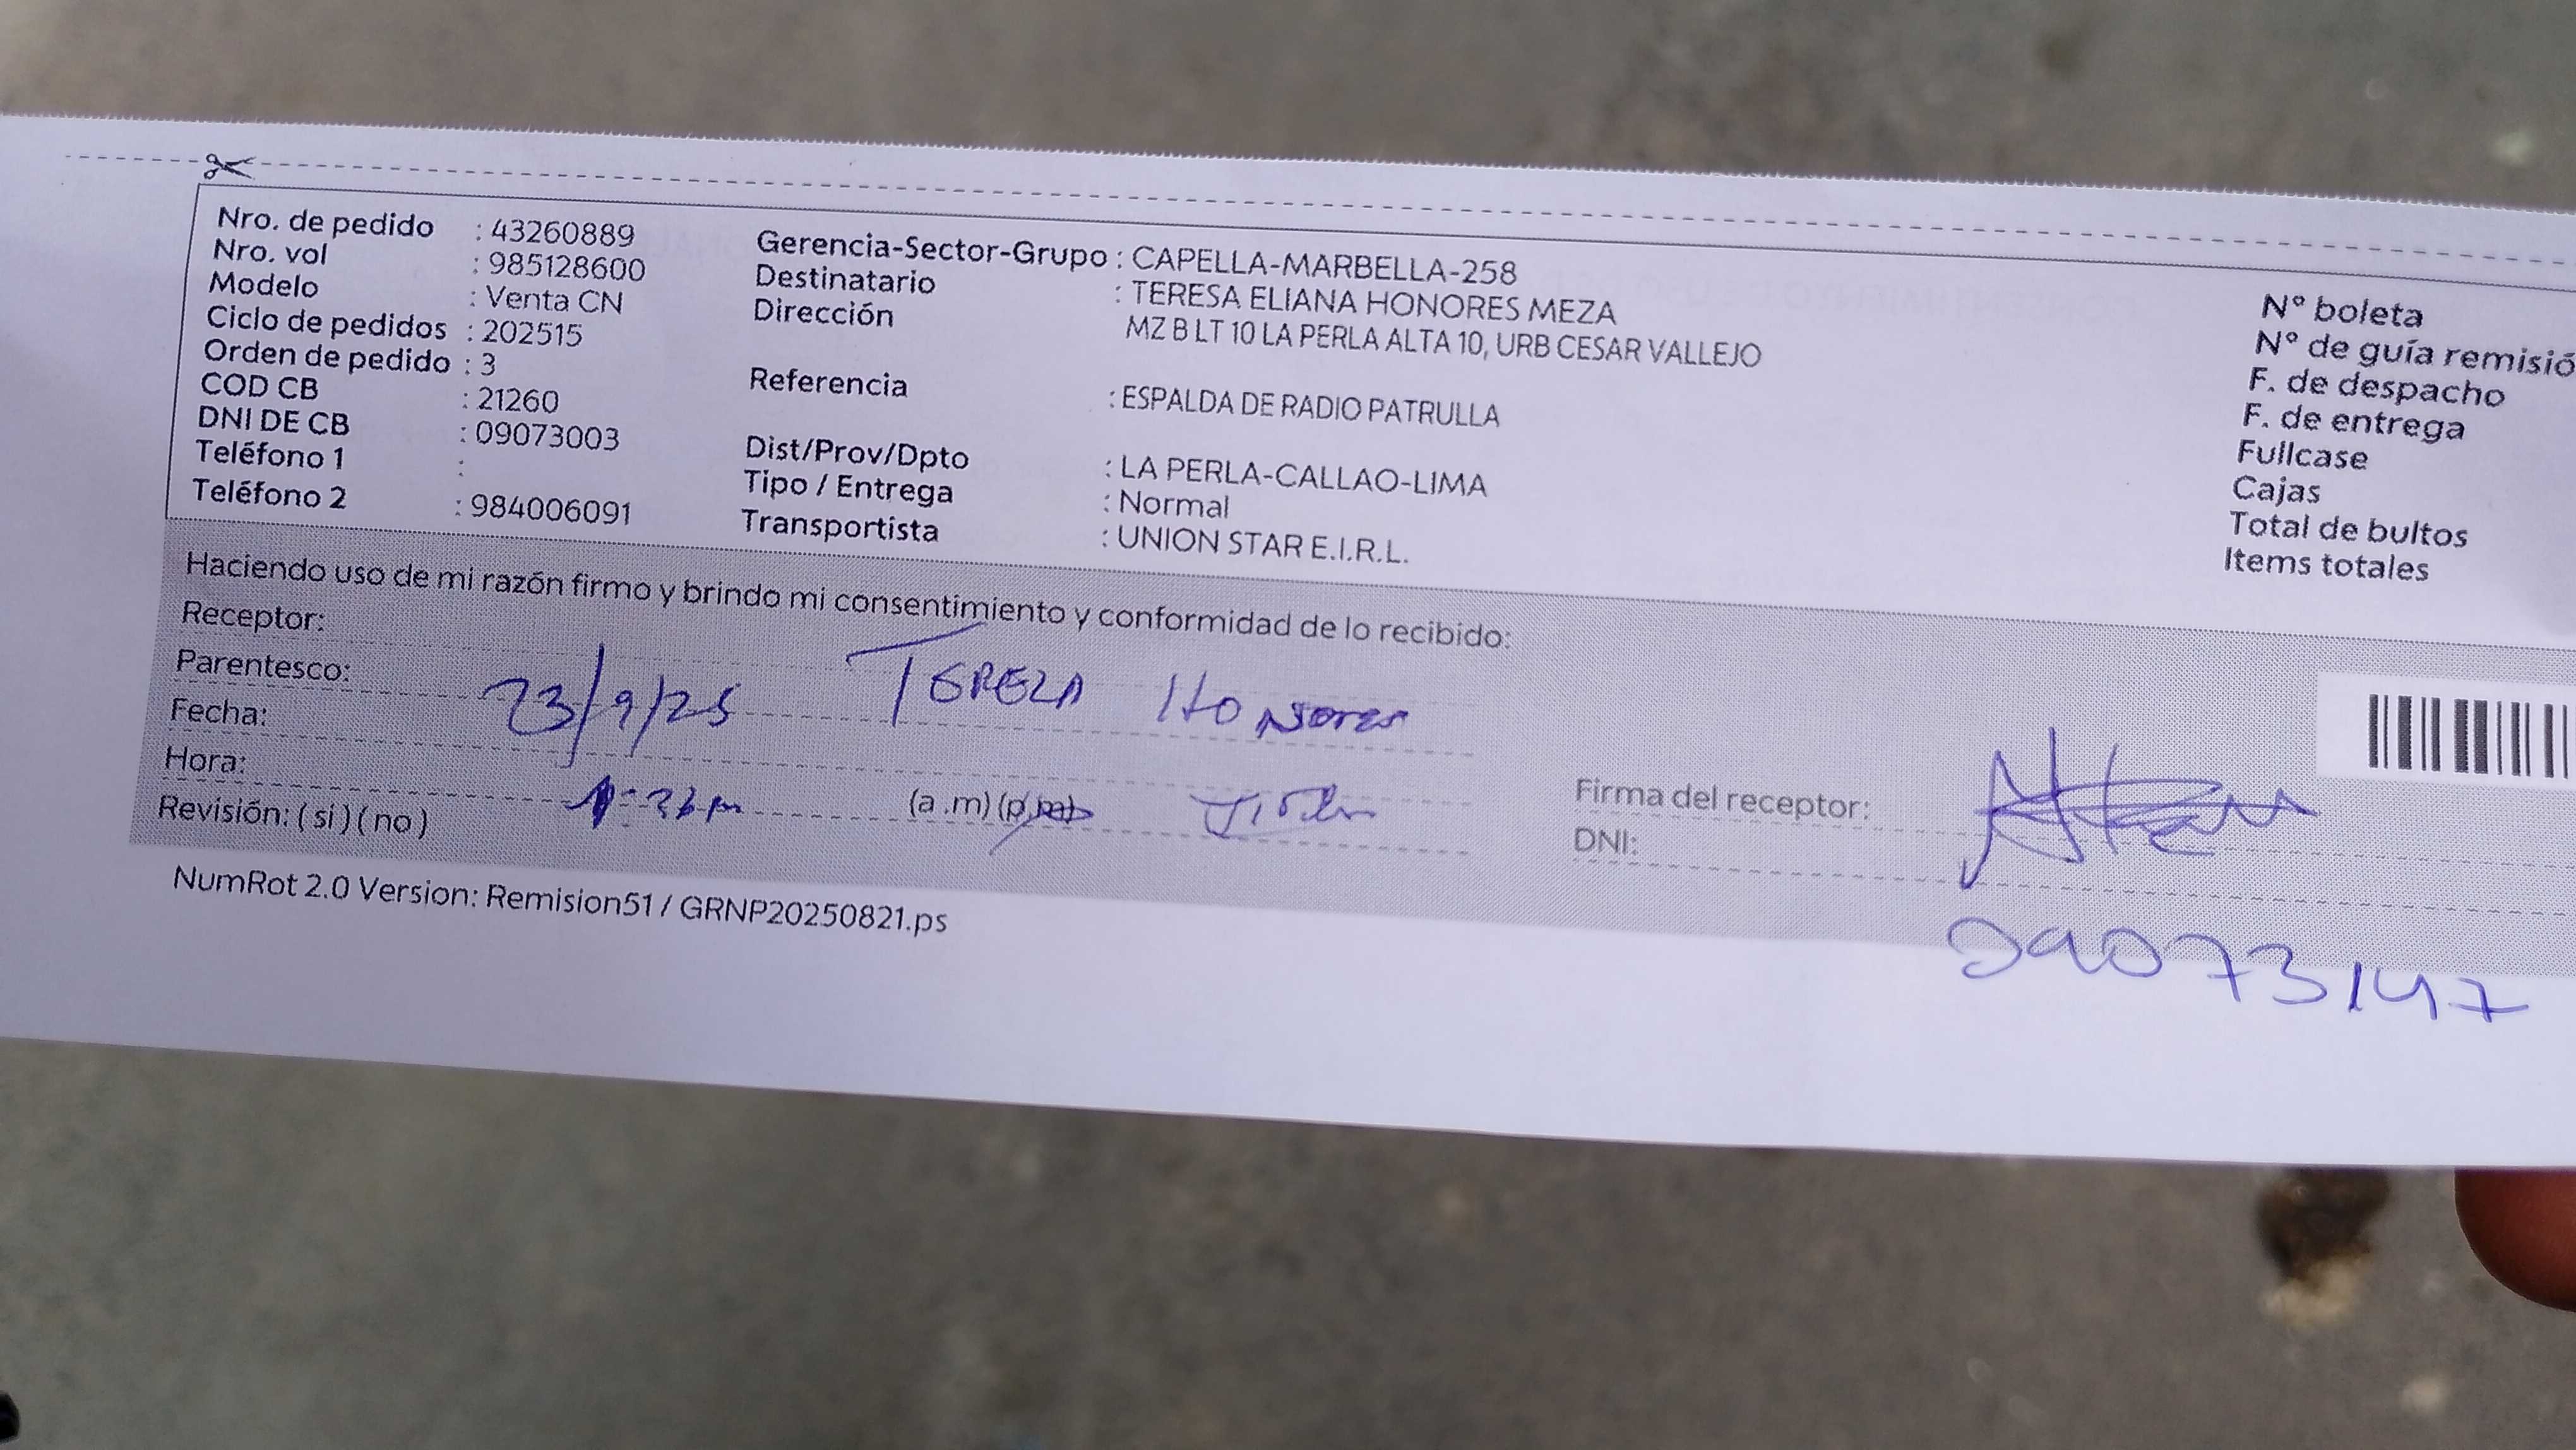 Nro. de pedido : 43260889
Nro. vol : 985128600
Modelo : Venta CN
Ciclo de pedidos : 202515
Orden de pedido : 3
COD CB : 21260
DNI DE CB : 09073003
Teléfono 1 :
Teléfono 2 : 984006091
Gerencia-Sector-Grupo : CAPELLA-MARBELLA-258
Destinatario : TERESA ELIANA HONORES MEZA
Dirección MZ B LT 10 LA PERLA ALTA 10, URB CESAR VALLEJO
Referencia : ESPALDA DE RADIO PATRULLA
Dist/Prov/Dpto : LA PERLA-CALLAO-LIMA
Tipo / Entrega : Normal
Transportista : UNION STAR E.I.R.L.
Nº boleta
Nº de guía remisió
F. de despacho
F. de entrega
Fullcase
Cajas
Total de bultos
Items totales
Haciendo uso de mi razón firmo y brindo mi consentimiento y conformidad de lo recibido:
Receptor:
Parentesco: TEREZA Honores
Fecha: 23/9/25
Hora: (a .m) (p.m)
Revisión: ( si ) ( no )
Firma del receptor:
DNI: 09073147
NumRot 2.0 Version: Remision51 / GRNP20250821.ps